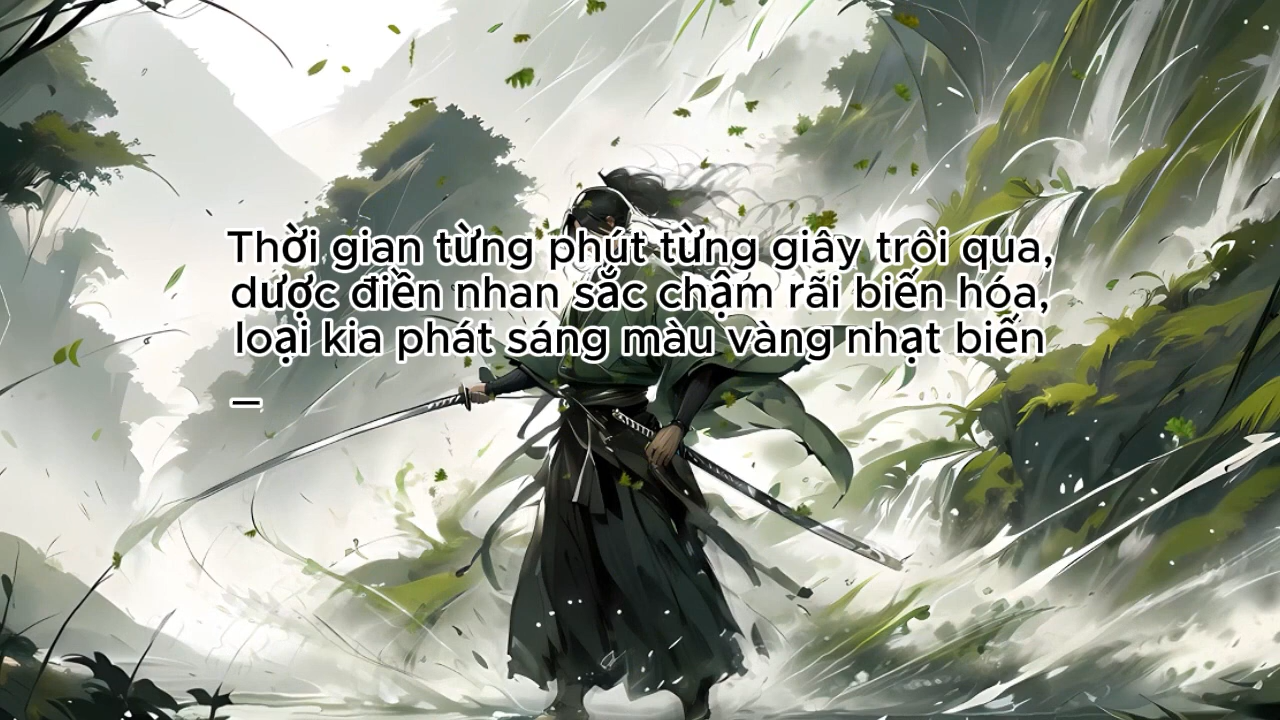 Thời gian từng phút từng giây trôi qua,
dược điền nhan sắc chậm rãi biến hóa,
loại kia phát sáng màu vàng nhạt biến
_